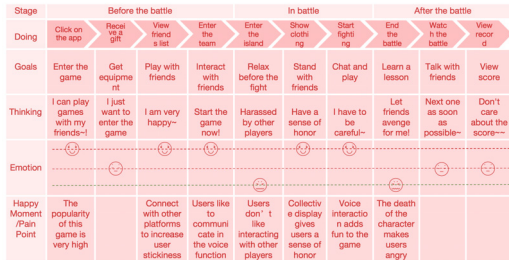 Stage Before the battle In battle After the battle
Doing
Click on
the app
Recei
ve a
gift
View
friend
s list
Enter
the
team
Enter
the
island
Show
clothi
ng
Start
fighti
ng
End
the
battle
Watc
h the
battle
View
recor
d
Goals
Enter the
game
Get
equipme
nt
Play with
friends
Interact
with
friends
Relax
before the
fight
Stand
with
friends
Chat and
play
Learn a
lesson
Talk with
friends
View
score
Thinking
I can play
games
with my
friends~!
I just
want to
enter the
game
I am very
happy~
Start the
game
now!
Harassed
by other
players
Have a
sense of
honor
I have to
be
careful~
Let
friends
avenge
for me!
Next one
as soon
as
possible~
Don't
care about
the
score~~
Emotion
Happy
Moment
/Pain
Point
The
popularity
of this
game is
very high
Connect
with other
platforms
to increase
user
stickiness
Users like
to
communi
cate in
the voice
function
Users
don' t
like
interacting
with other
players
Collectiv
e display
gives
users a
sense of
honor
Voice
interactio
n adds
fun to the
game
The death
of the
character
makes
users
angry